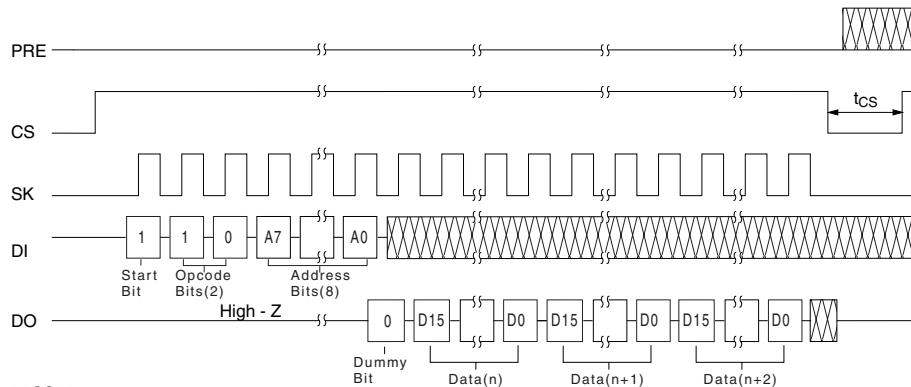 PRE
CS
tCS
SK
DI
1 1 0 A7 A0
Start Bit
Opcode Bits(2)
Address Bits(8)
High - Z
DO
0 D15 D0 D15 D0 D15 D0
Dummy Bit
Data(n)
Data(n+1)
Data(n+2)